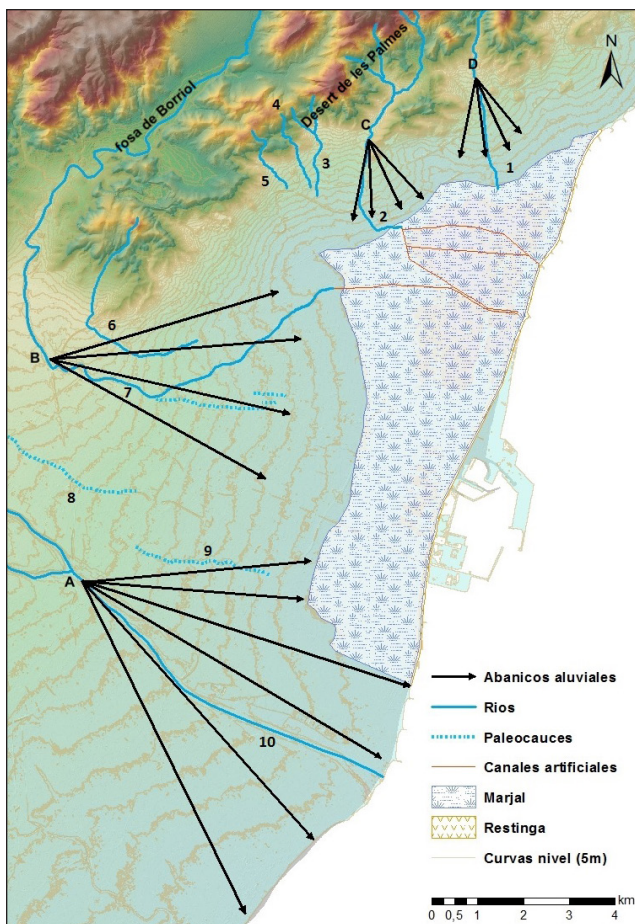 N
fosa de Borriol
Desert de les Palmes
D
4
C
3
5
1
2
6
B
7
8
9
A
10
Abanicos aluviales
Rios
Paleocauces
Canales artificiales
Marjal
Restinga
Curvas nivel (5m)
km
0 0,5 1 2 3 4